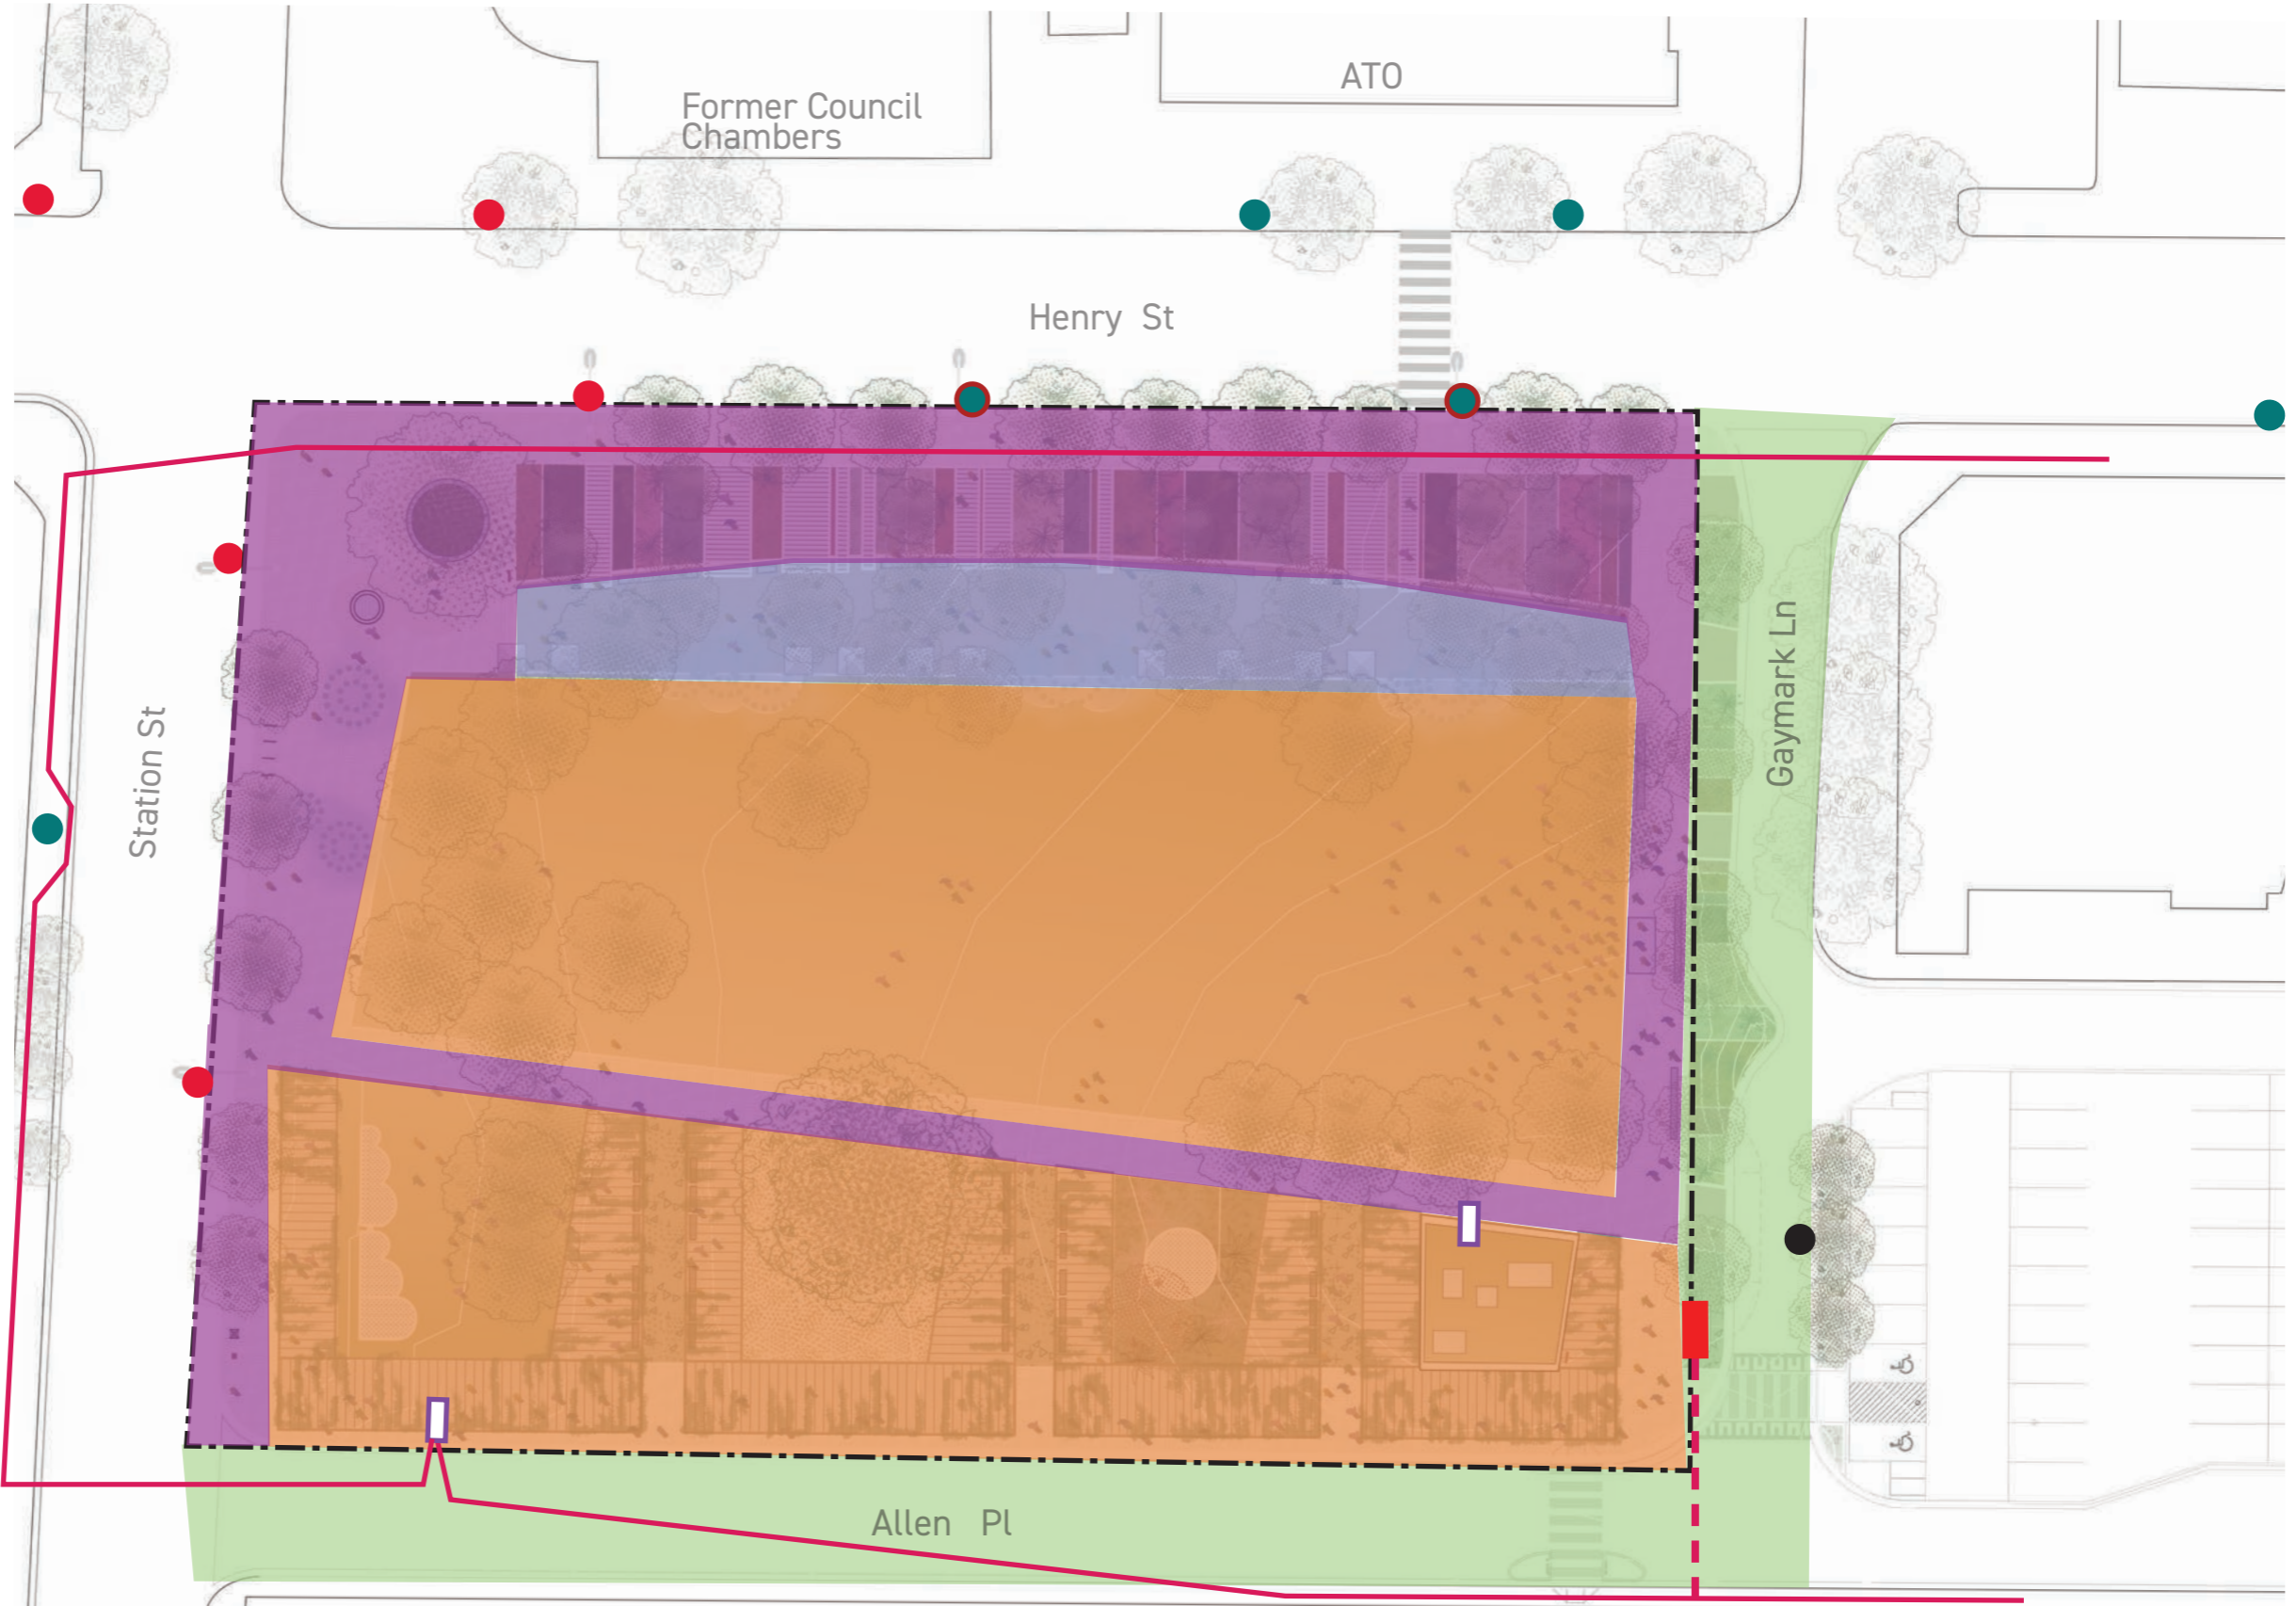 ATO
Former Council
Chambers
Henry St
Gaymark Ln
Station St
Allen Pl